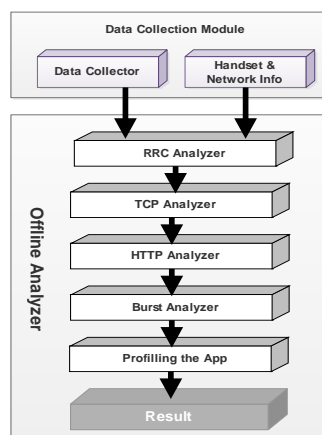 Data Collection Module
Data Collector
Handset &
Network Info
Offline Analyzer
RRC Analyzer
TCP Analyzer
HTTP Analyzer
Burst Analyzer
Profilling the App
Result